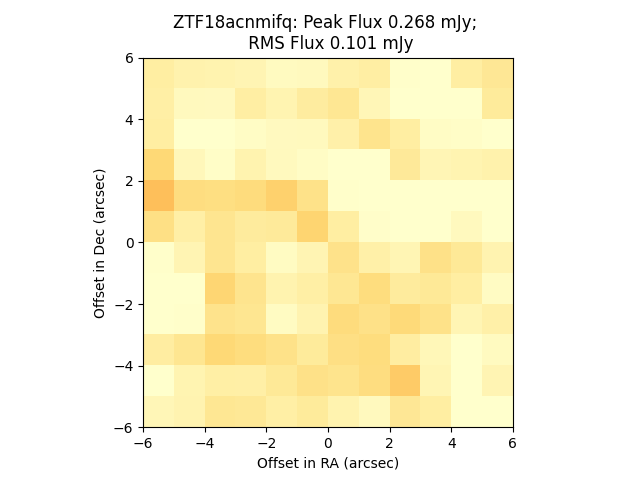 ZTF18acnmifq: Peak Flux 0.268 mJy;
RMS Flux 0.101 mJy
6
4
2
0
−2
−4
−6
Offset in Dec (arcsec)
−6 −4 −2 0 2 4 6
Offset in RA (arcsec)